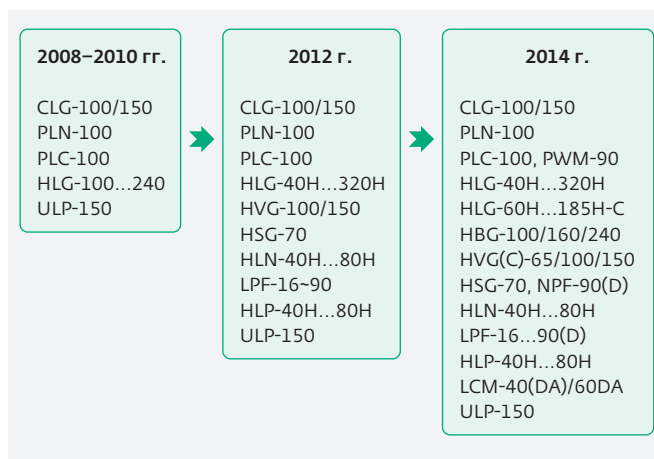 2008–2010 гг.
CLG-100/150
PLN-100
PLC-100
HLG-100...240
ULP-150
2012 г.
CLG-100/150
PLN-100
PLC-100
HLG-40H...320H
HVG-100/150
HSG-70
HLN-40H...80H
LPF-16~90
HLP-40H...80H
ULP-150
2014 г.
CLG-100/150
PLN-100
PLC-100, PWM-90
HLG-40H...320H
HLG-60H...185H-C
HBG-100/160/240
HVG(C)-65/100/150
HSG-70, NPF-90(D)
HLN-40H...80H
LPF-16...90(D)
HLP-40H...80H
LCM-40(DA)/60DA
ULP-150